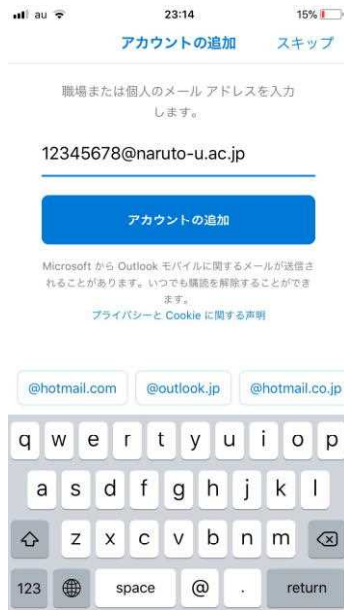 au 23:14 15%
アカウントの追加 スキップ
職場または個人のメール アドレスを入力
します。
12345678@naruto-u.ac.jp
アカウントの追加
Microsoft から Outlook モバイルに関するメールが送信さ
れることがあります。いつでも購読を解除することができ
ます。
プライバシーと Cookie に関する声明
@hotmail.com @outlook.jp @hotmail.co.jp
q w e r t y u i o p
a s d f g h j k l
z x c v b n m
123 space @ . return